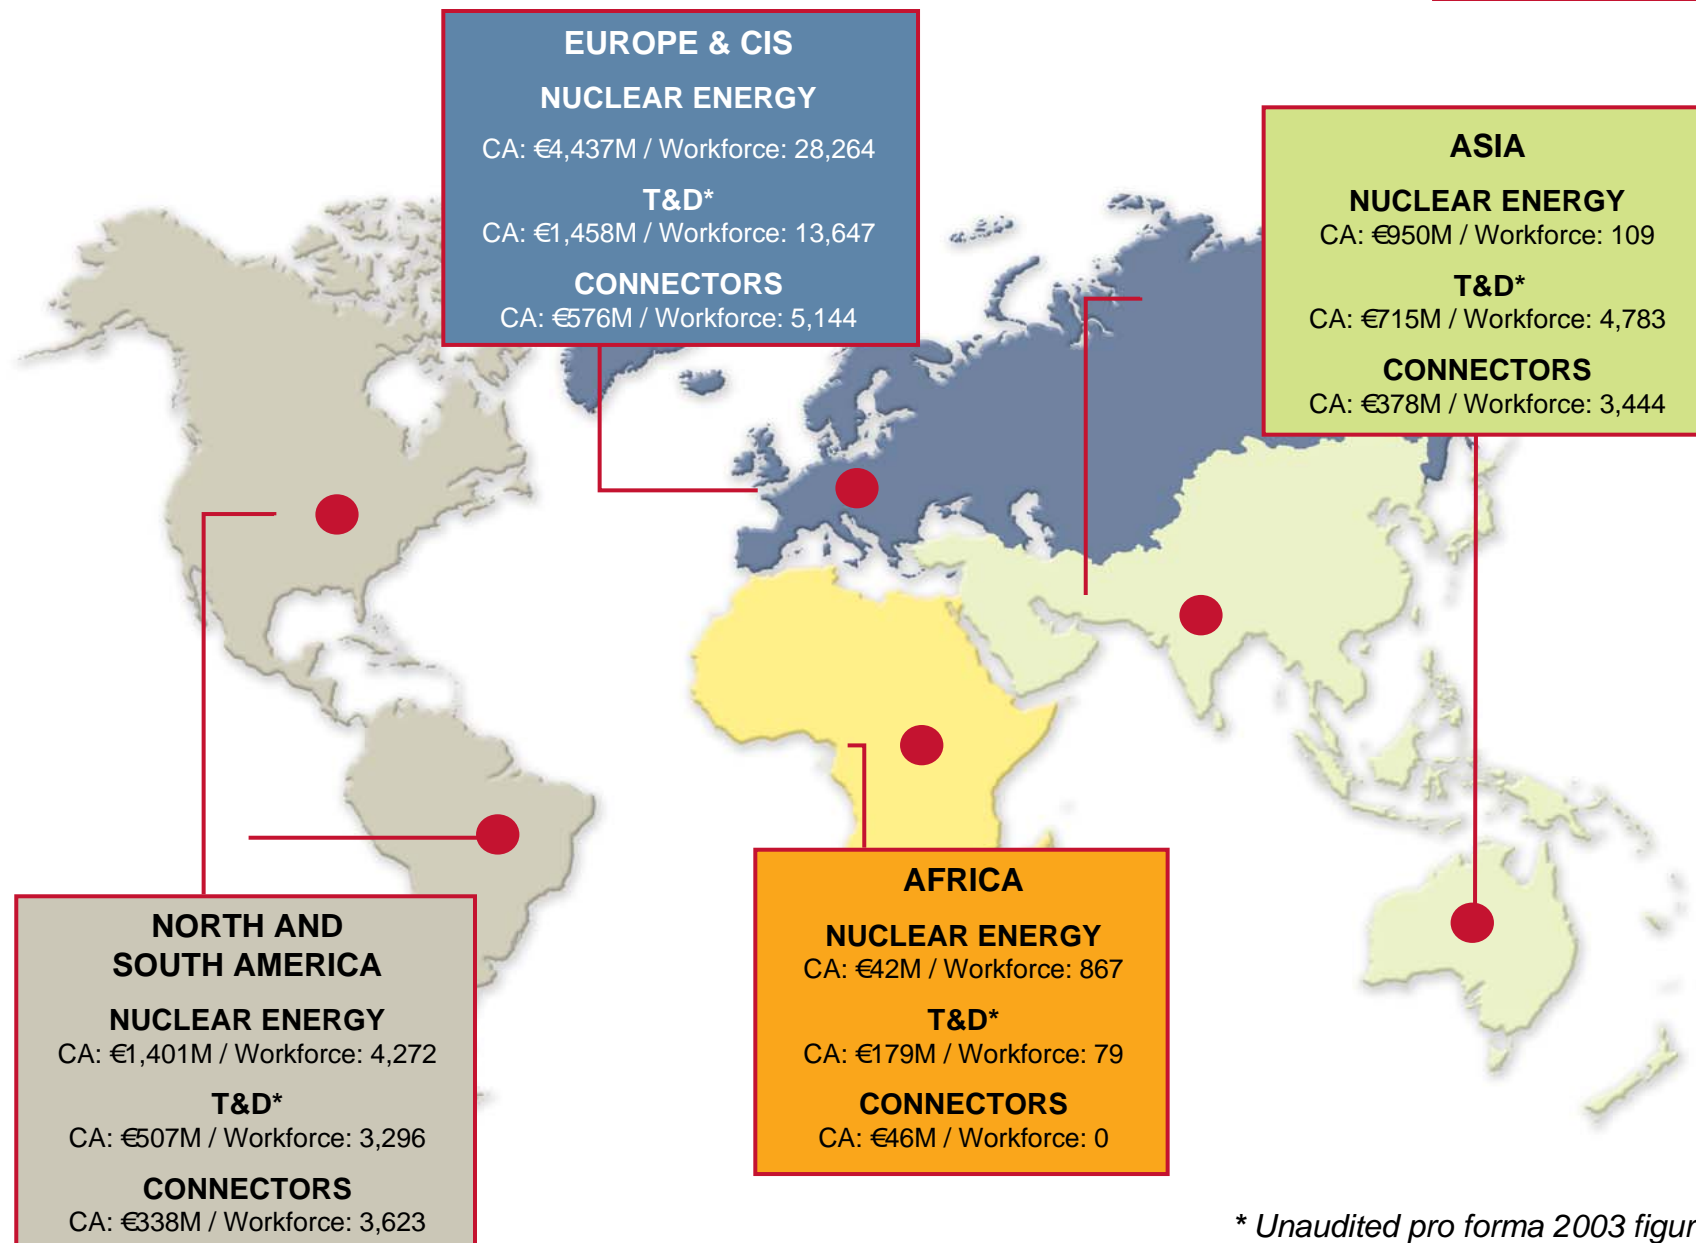 EUROPE & CIS
NUCLEAR ENERGY
CA: €4,437M / Workforce: 28,264
T&D*
CA: €1,458M / Workforce: 13,647
CONNECTORS
CA: €576M / Workforce: 5,144
ASIA
NUCLEAR ENERGY
CA: €950M / Workforce: 109
T&D*
CA: €715M / Workforce: 4,783
CONNECTORS
CA: €378M / Workforce: 3,444
NORTH AND
SOUTH AMERICA
NUCLEAR ENERGY
CA: €1,401M / Workforce: 4,272
T&D*
CA: €507M / Workforce: 3,296
CONNECTORS
CA: €338M / Workforce: 3,623
AFRICA
NUCLEAR ENERGY
CA: €42M / Workforce: 867
T&D*
CA: €179M / Workforce: 79
CONNECTORS
CA: €46M / Workforce: 0
* Unaudited pro forma 2003 figur